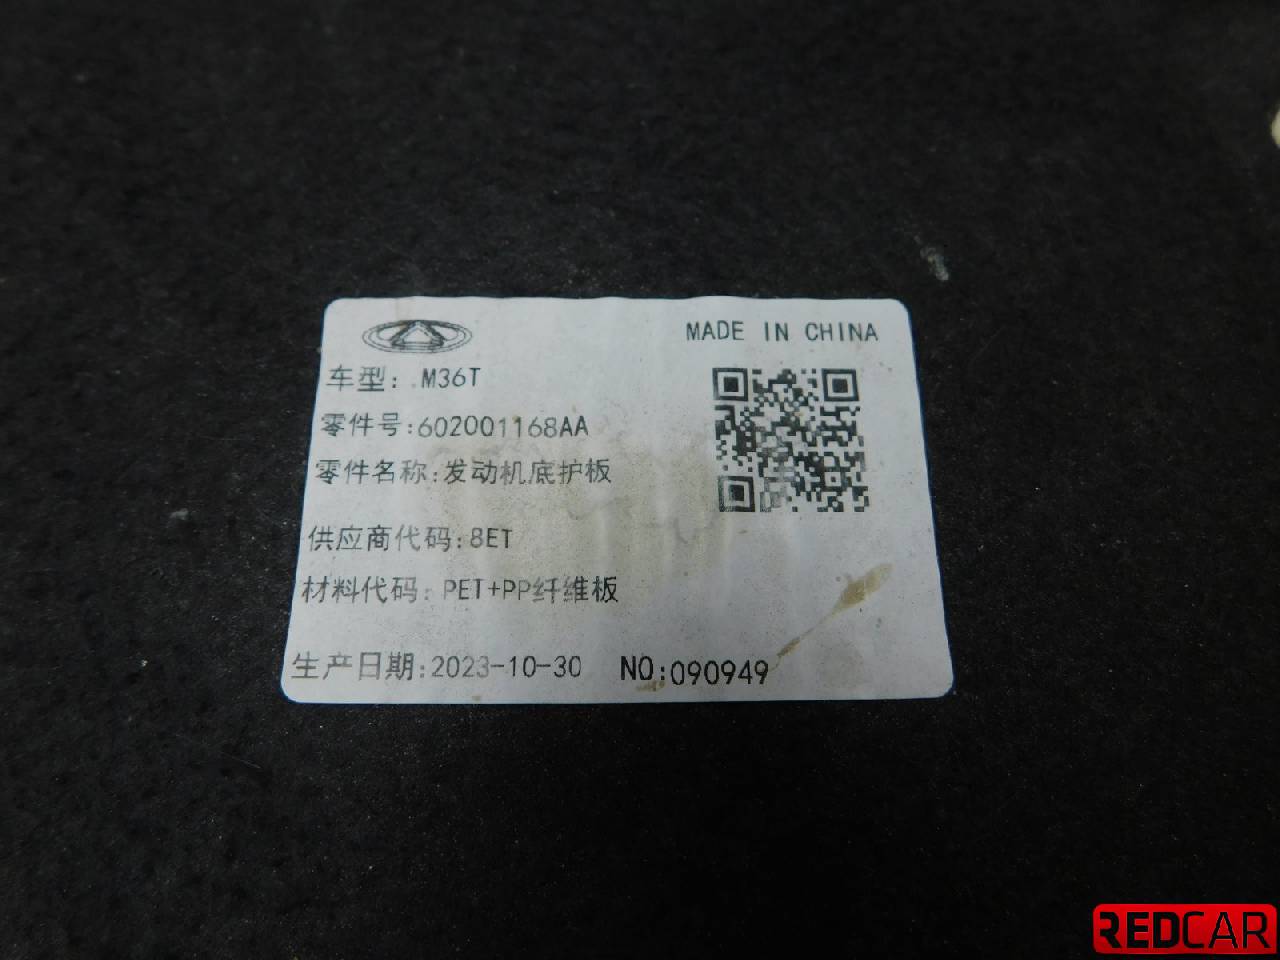 MADE IN CHINA
车型: M36T
零件号:602001168AA
零件名称:发动机底护板
供应商代码:8ET
材料代码: PET+PP纤维板
生产日期:2023-10-30 NO:090949
REDCAR